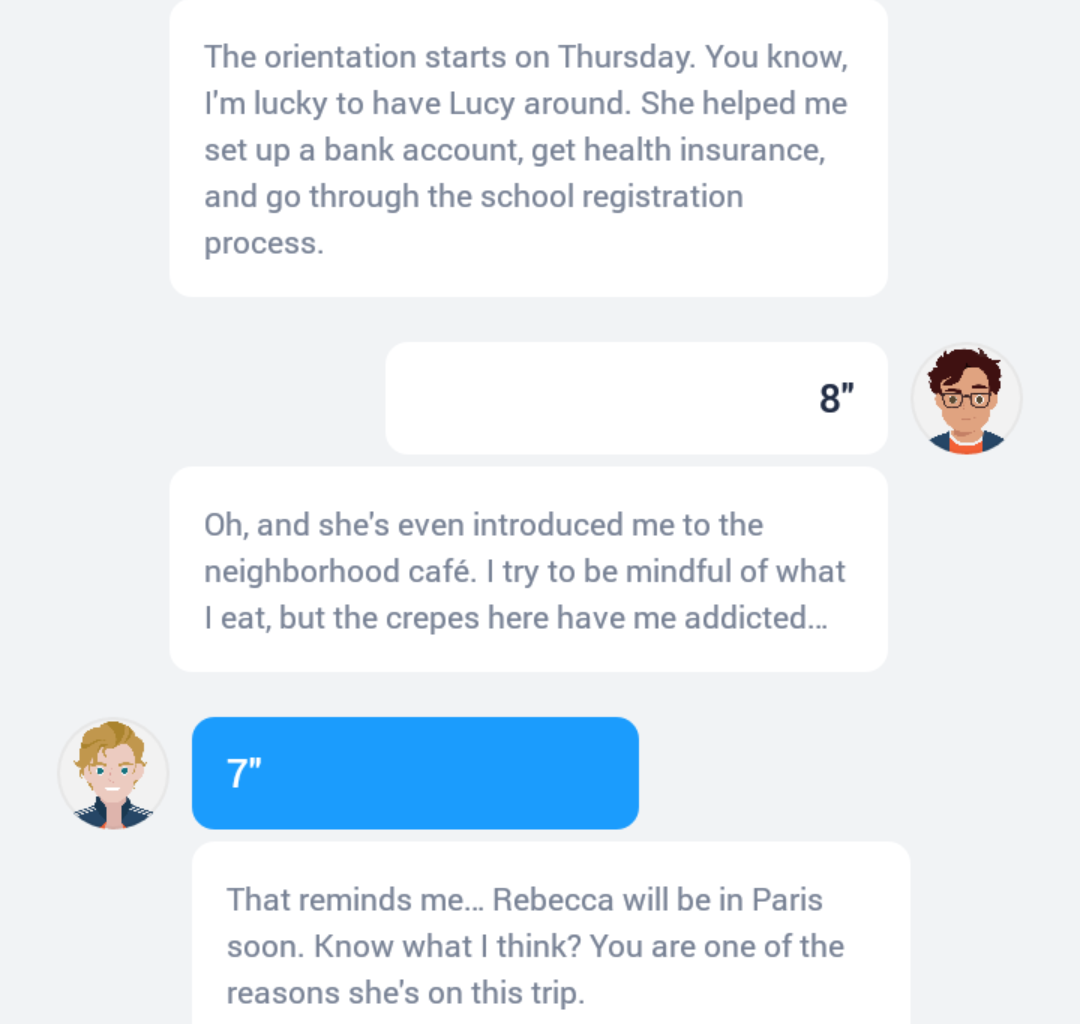 The orientation starts on Thursday. You know,
I'm lucky to have Lucy around. She helped me
set up a bank account, get health insurance,
and go through the school registration
process.
8"
Oh, and she's even introduced me to the
neighborhood café. I try to be mindful of what
I eat, but the crepes here have me addicted...
7"
That reminds me... Rebecca will be in Paris
soon. Know what I think? You are one of the
reasons she's on this trip.